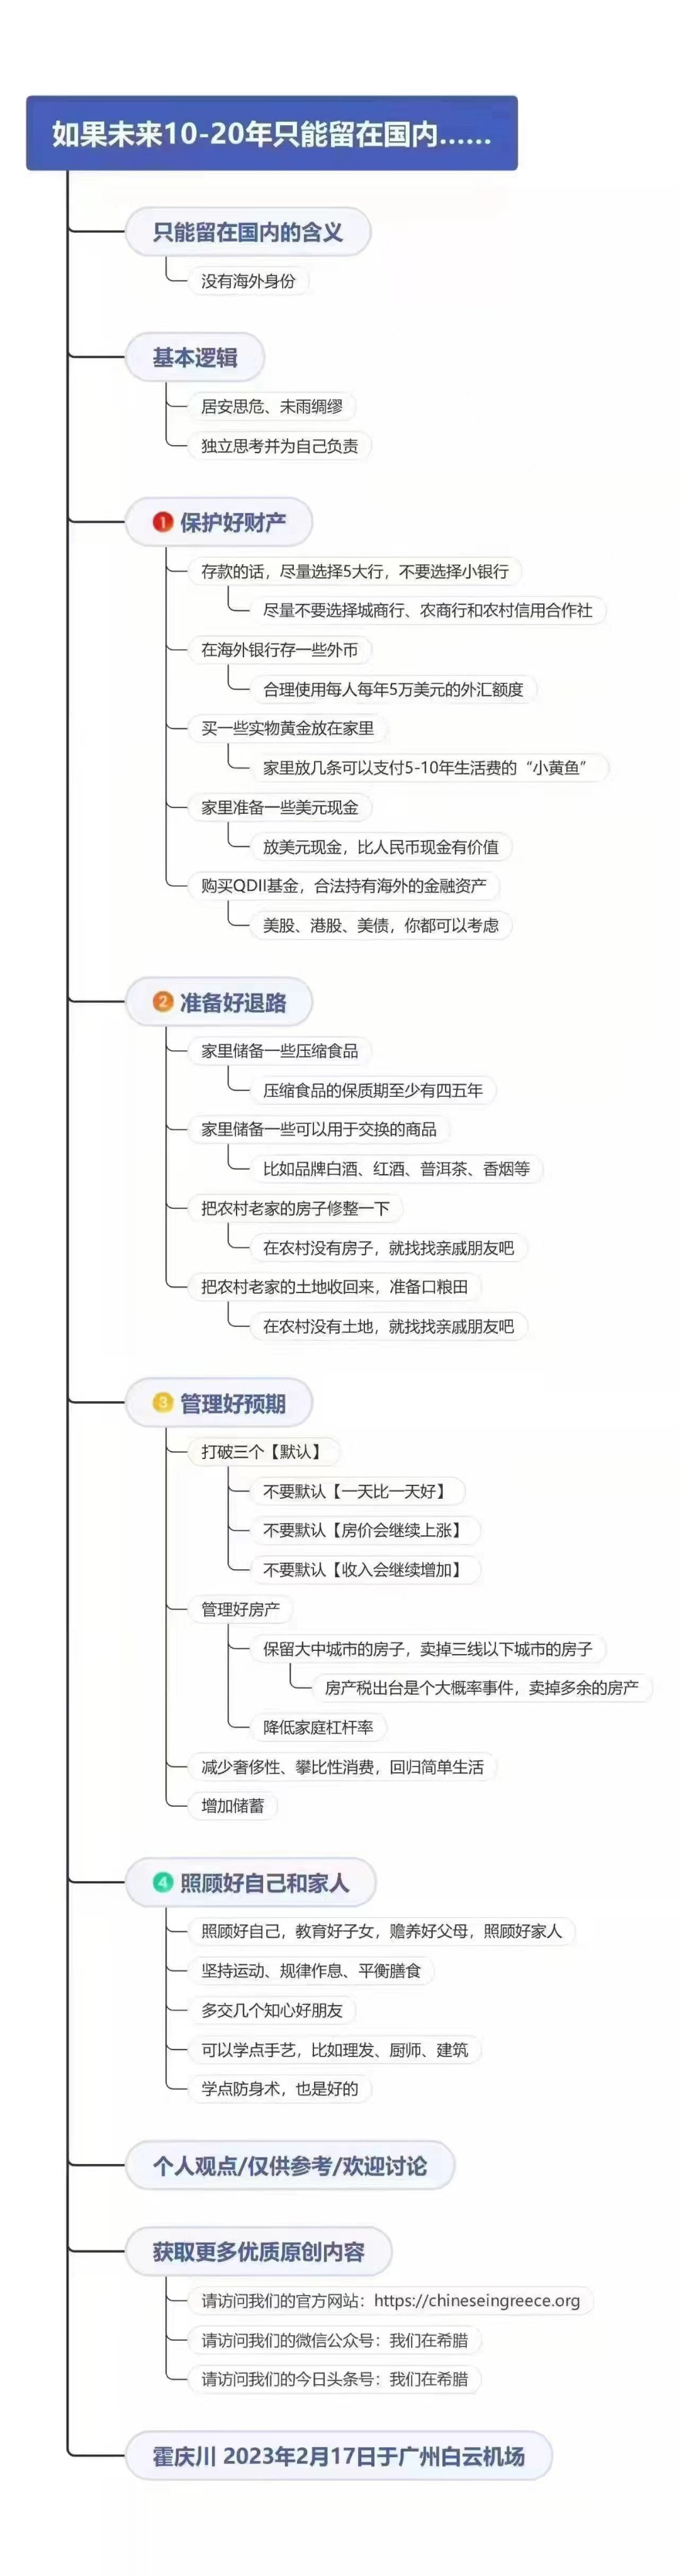 如果未来10-20年只能留在国内……
只能留在国内的含义
没有海外身份
基本逻辑
居安思危、未雨绸缪
独立思考并为自己负责
1 保护好财产
存款的话，尽量选择5大行，不要选择小银行
尽量不要选择城商行、农商行和农村信用合作社
在海外银行存一些外币
合理使用每人每年5万美元的外汇额度
买一些实物黄金放在家里
家里放几条可以支付5-10年生活费的“小黄鱼”
家里准备一些美元现金
放美元现金，比人民币现金有价值
购买QDII基金，合法持有海外的金融资产
美股、港股、美债，你都可以考虑
2 准备好退路
家里储备一些压缩食品
压缩食品的保质期至少有四五年
家里储备一些可以用于交换的商品
比如品牌白酒、红酒、普洱茶、香烟等
把农村老家的房子修整一下
在农村没有房子，就找找亲戚朋友吧
把农村老家的土地收回来，准备口粮田
在农村没有土地，就找找亲戚朋友吧
3 管理好预期
打破三个【默认】
不要默认【一天比一天好】
不要默认【房价会继续上涨】
不要默认【收入会继续增加】
管理好房产
保留大中城市的房子，卖掉三线以下城市的房子
房产税出台是个大概率事件，卖掉多余的房产
降低家庭杠杆率
减少奢侈性、攀比性消费，回归简单生活
增加储蓄
4 照顾好自己和家人
照顾好自己，教育好子女，赡养好父母，照顾好家人
坚持运动、规律作息、平衡膳食
多交几个知心好朋友
可以学点手艺，比如理发、厨师、建筑
学点防身术，也是好的
个人观点/仅供参考/欢迎讨论
获取更多优质原创内容
请访问我们的官方网站：https://chineseingreece.org
请访问我们的微信公众号：我们在希腊
请访问我们的今日头条号：我们在希腊
霍庆川 2023年2月17日于广州白云机场